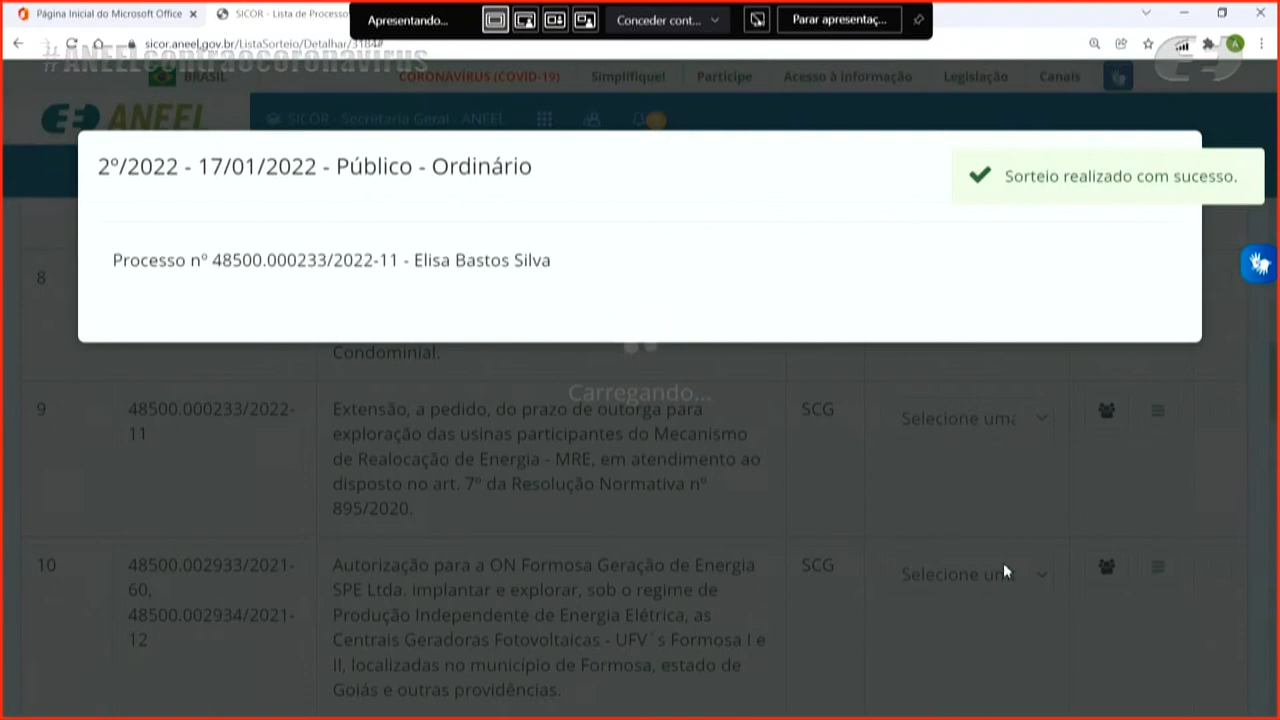 Página Inicial do Microsoft Office
SICOR - Lista de Processo
Apresentando...
Conceder cont...
Parar apresentaç...
sicor.aneel.gov.br/ListaSorteio/Detalhar/3184#
#ANEELcontraocoronavirus
A
BRASIL
CORONAVÍRUS (COVID-19)
Simplifique!
Participe
Acesso à informação
Legislação
Canais
ANEEL
SICOR - Secretaria Geral - ANEEL
2º/2022 - 17/01/2022 - Público - Ordinário
Sorteio realizado com sucesso.
Processo nº 48500.000233/2022-11 - Elisa Bastos Silva
8
Condominial.
Carregando...
9
48500.000233/2022-
11
Extensão, a pedido, do prazo de outorga para
exploração das usinas participantes do Mecanismo
de Realocação de Energia - MRE, em atendimento ao
disposto no art. 7º da Resolução Normativa nº
895/2020.
SCG
Selecione uma
10
48500.002933/2021-
60,
48500.002934/2021-
12
Autorização para a ON Formosa Geração de Energia
SPE Ltda. implantar e explorar, sob o regime de
Produção Independente de Energia Elétrica, as
Centrais Geradoras Fotovoltaicas - UFV´s Formosa I e
II, localizadas no município de Formosa, estado de
Goiás e outras providências.
SCG
Selecione uma